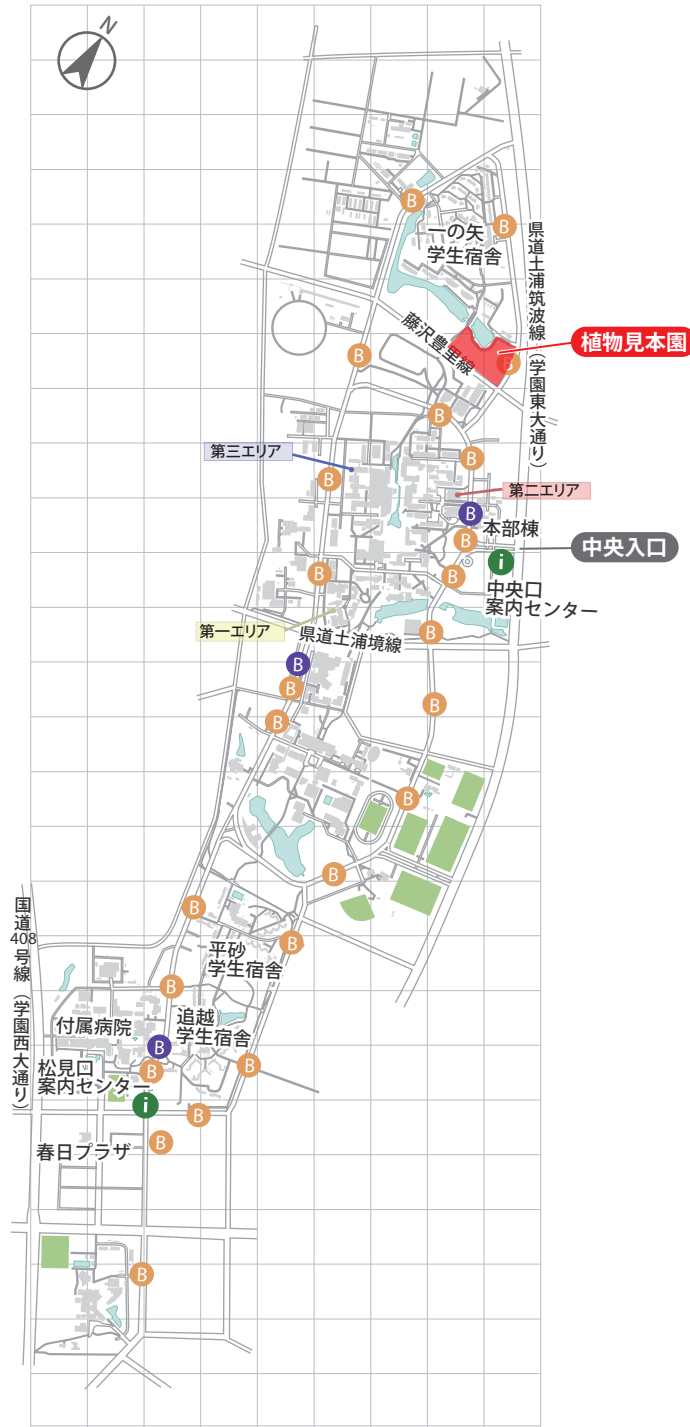 N
B
一の矢
学生宿舎
B
県道土浦筑波線（学園東大通り）
藤沢豊里線
植物見本園
B
B
B
第三エリア
B
B
第二エリア
B
本部棟
B
中央入口
i
B
B
中央口
案内センター
第一エリア
県道土浦境線
B
B
B
B
B
B
B
国道408号線（学園西大通り）
B
B
平砂
学生宿舎
B
付属病院
追越
学生宿舎
B
松見口
案内センター
B
B
i
B
春日プラザ
B
B